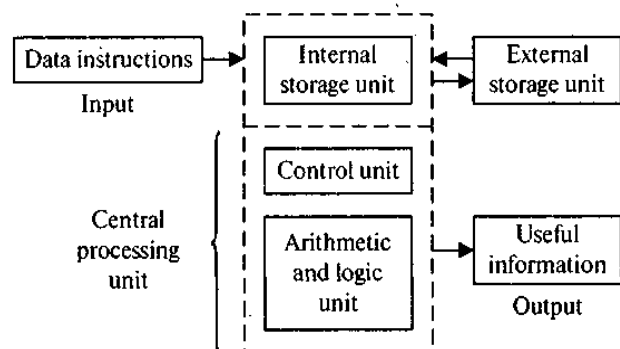 Data instructions
Input
Internal
storage unit
External
storage unit
Central
processing
unit
Control unit
Arithmetic
and logic
unit
Useful
information
Output